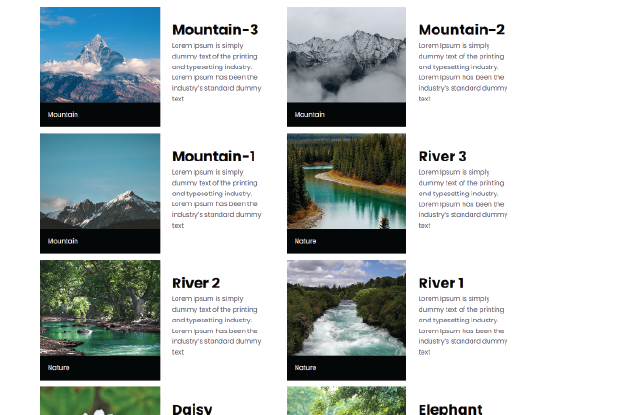 Mountain-3
Lorem Ipsum is simply
dummy text of the printing
and typesetting industry.
Lorem Ipsum has been the
industry's standard dummy
text
Mountain
Mountain-2
Lorem Ipsum is simply
dummy text of the printing
and typesetting industry.
Lorem Ipsum has been the
industry's standard dummy
text
Mountain
Mountain-1
Lorem Ipsum is simply
dummy text of the printing
and typesetting industry.
Lorem Ipsum has been the
industry's standard dummy
text
Mountain
River 3
Lorem Ipsum is simply
dummy text of the printing
and typesetting industry.
Lorem Ipsum has been the
industry's standard dummy
text
Nature
River 2
Lorem Ipsum is simply
dummy text of the printing
and typesetting industry.
Lorem Ipsum has been the
industry's standard dummy
text
Nature
River 1
Lorem Ipsum is simply
dummy text of the printing
and typesetting industry.
Lorem Ipsum has been the
industry's standard dummy
text
Nature
Daisy
Elephant